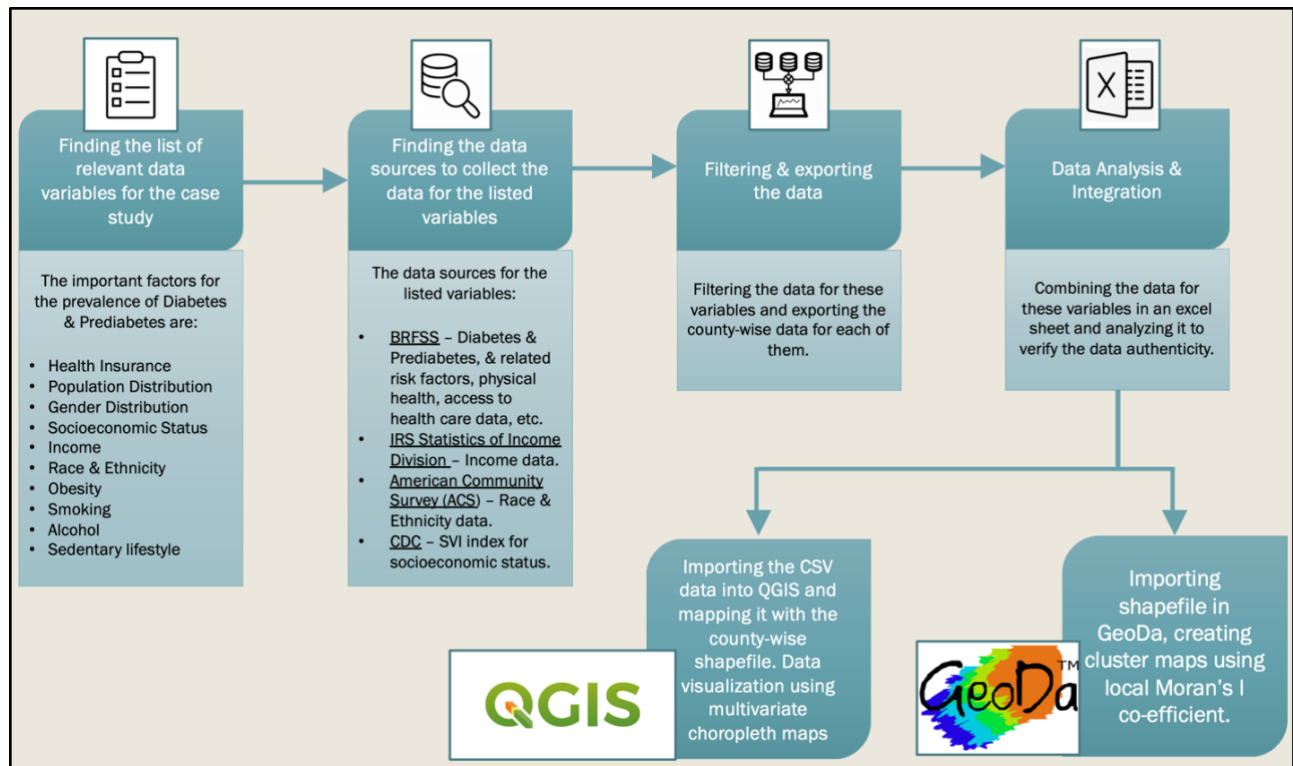 Finding the list of
relevant data
variables for the case
study
The important factors for
the prevalence of Diabetes
& Prediabetes are:
• Health Insurance
• Population Distribution
• Gender Distribution
• Socioeconomic Status
• Income
• Race & Ethnicity
• Obesity
• Smoking
• Alcohol
• Sedentary lifestyle
Finding the data
sources to collect the
data for the listed
variables
The data sources for the
listed variables:
• BRFSS – Diabetes &
Prediabetes, & related
risk factors, physical
health, access to
health care data, etc.
• IRS Statistics of Income
Division – Income data.
• American Community
Survey (ACS) – Race &
Ethnicity data.
• CDC – SVI index for
socioeconomic status.
Filtering & exporting
the data
Filtering the data for these
variables and exporting the
county-wise data for each of
them.
X
Data Analysis &
Integration
Combining the data for
these variables in an excel
sheet and analyzing it to
verify the data authenticity.
QGIS
Importing the CSV
data into QGIS and
mapping it with the
county-wise
shapefile. Data
visualization using
multivariate
choropleth maps
GeoDa™
Importing
shapefile in
GeoDa, creating
cluster maps using
local Moran's I
co-efficient.